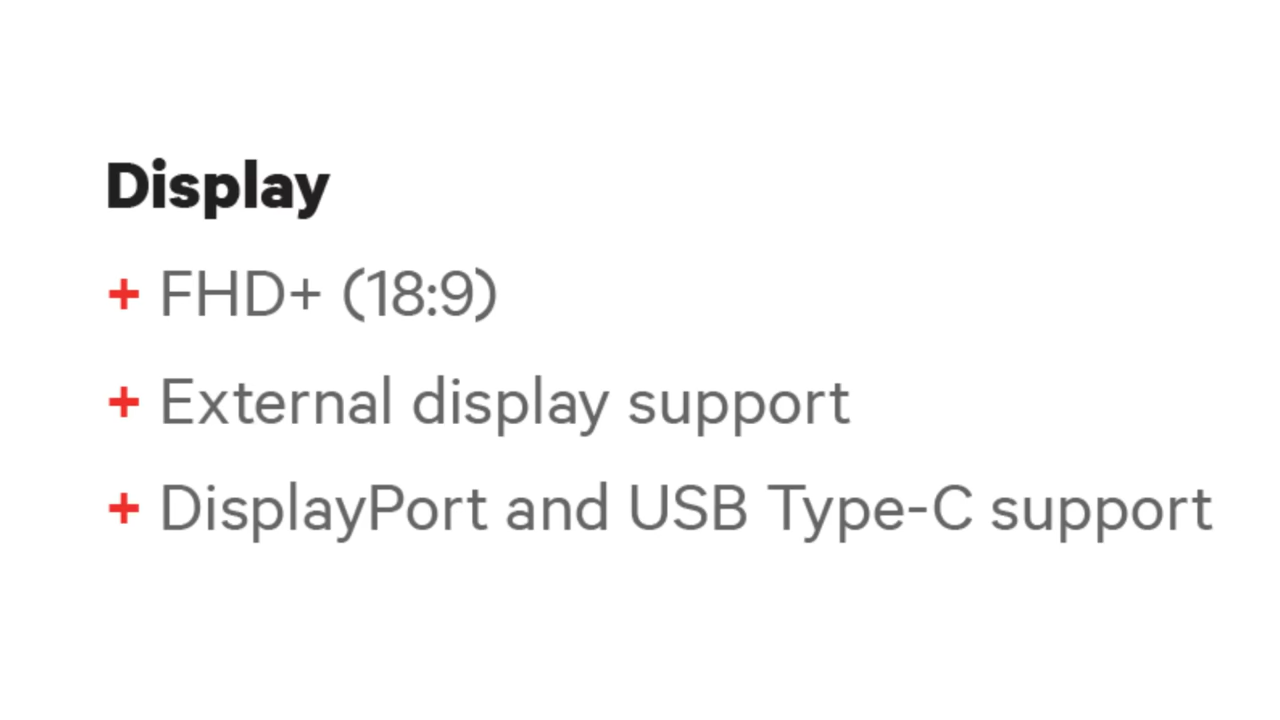 Display
+ FHD+ (18:9)
+ External display support
+ DisplayPort and USB Type-C support